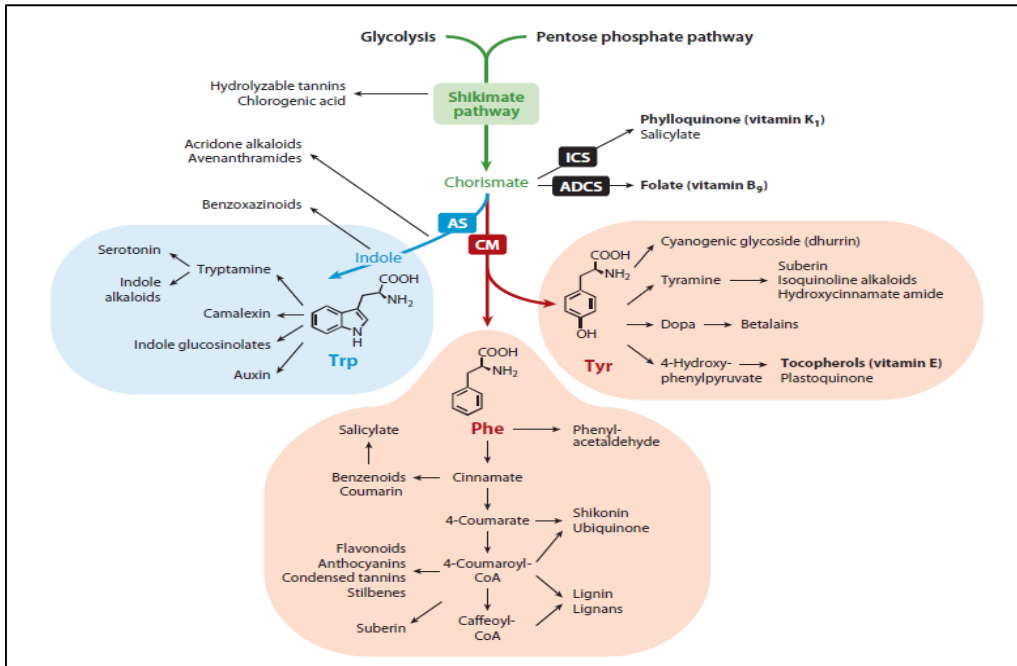 Glycolysis
Pentose phosphate pathway
Hydrolyzable tannins
Chlorogenic acid
Shikimate
pathway
Phylloquinone (vitamin K₁)
Salicylate
ICS
Acridone alkaloids
Avenanthramides
Chorismate
ADCS
Folate (vitamin B₉)
Benzoxazinoids
AS
CM
Indole
Serotonin
Tryptamine
Indole
alkaloids
COOH
NH₂
Camalexin
Indole glucosinolates
N
H
Trp
Auxin
Cyanogenic glycoside (dhurrin)
COOH
NH₂
Tyramine
Suberin
Isoquinoline alkaloids
Hydroxycinnamate amide
OH
Dopa
Betalains
Tyr
4-Hydroxy-
phenylpyruvate
Tocopherols (vitamin E)
Plastoquinone
COOH
NH₂
Phe
Phenyl-
acetaldehyde
Salicylate
Benzenoids
Coumarin
Cinnamate
4-Coumarate
Shikonin
Ubiquinone
Flavonoids
Anthocyanins
Condensed tannins
Stilbenes
4-Coumaroyl-
CoA
Lignin
Lignans
Suberin
Caffeoyl-
CoA